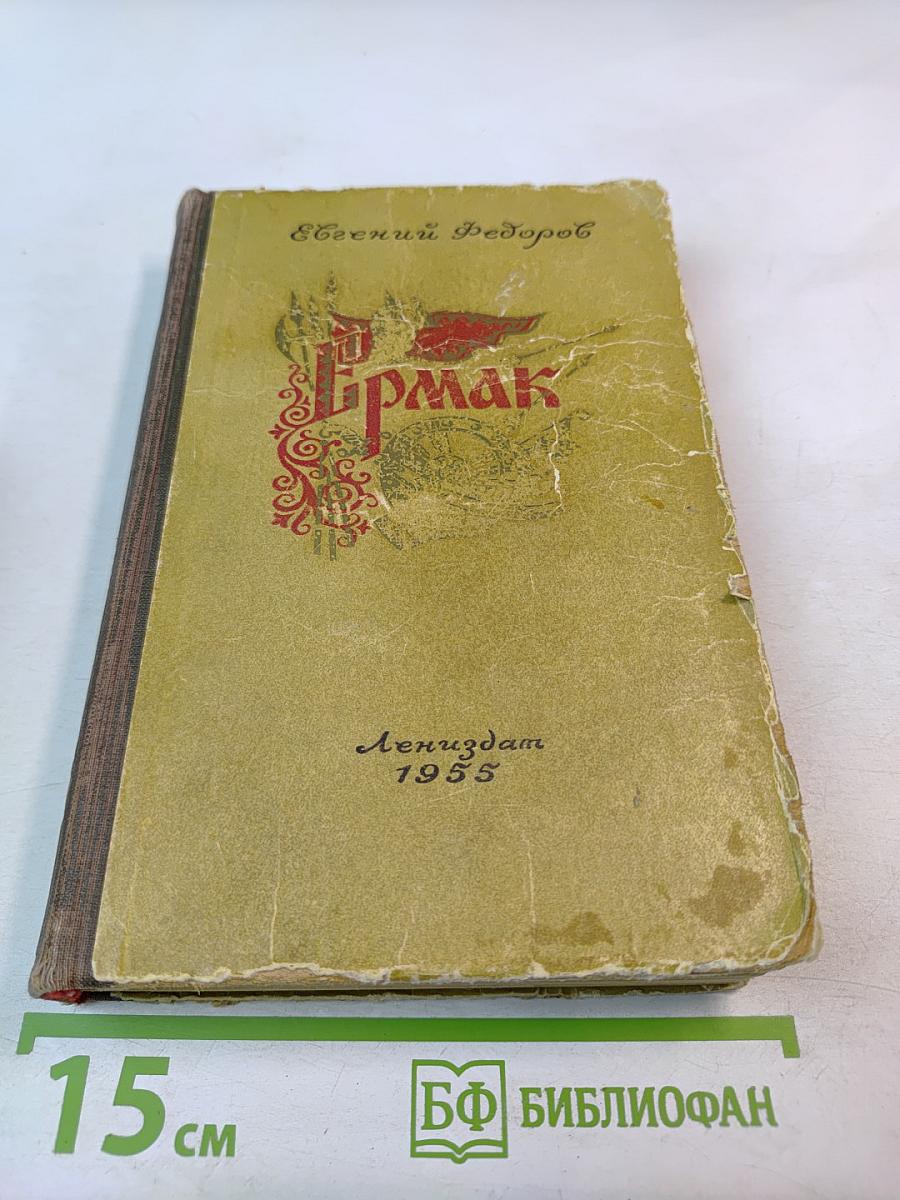 Евгений Федоров
Ермак
Лениздат
1955
15 см
БФ БИБЛИОФАН